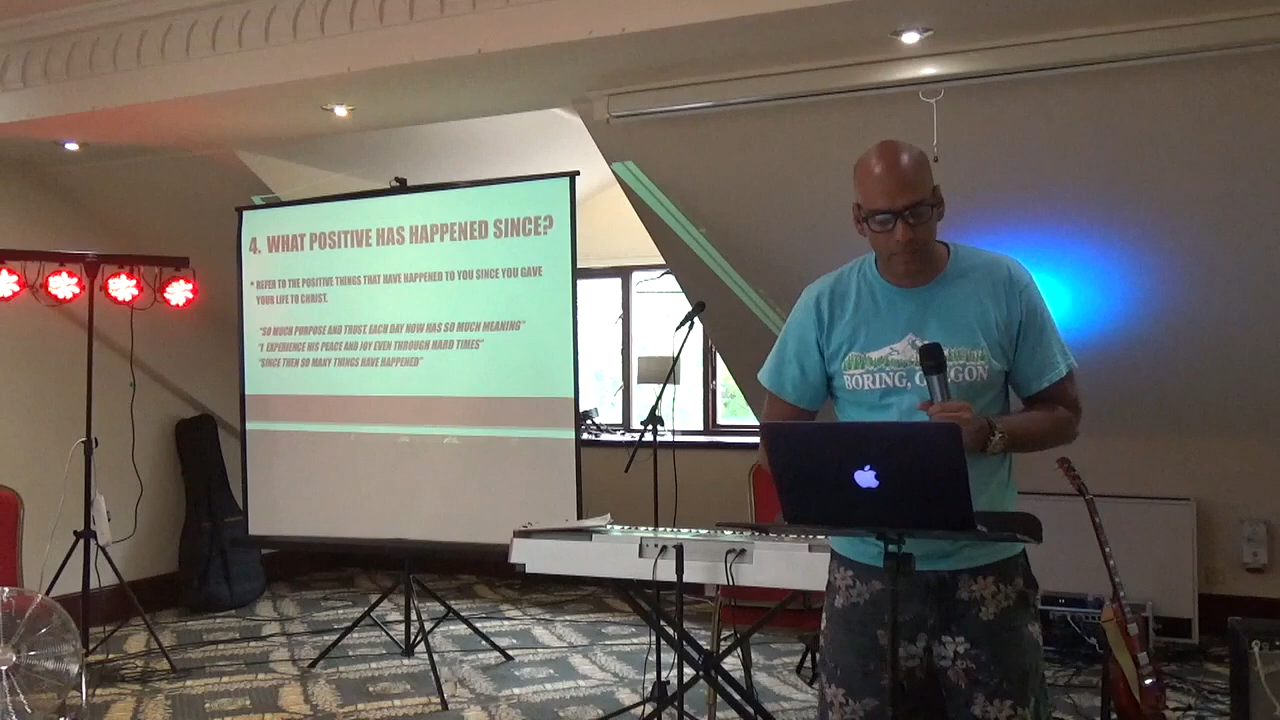 4. WHAT POSITIVE HAS HAPPENED SINCE?
* REFER TO THE POSITIVE THINGS THAT HAVE HAPPENED TO YOU SINCE YOU GAVE
YOUR LIFE TO CHRIST.
"SO MUCH PURPOSE AND TRUST. EACH DAY NOW HAS SO MUCH MEANING"
"I EXPERIENCE HIS PEACE AND JOY EVEN THROUGH HARD TIMES"
"SINCE THEN SO MANY THINGS HAVE HAPPENED"
BORING,